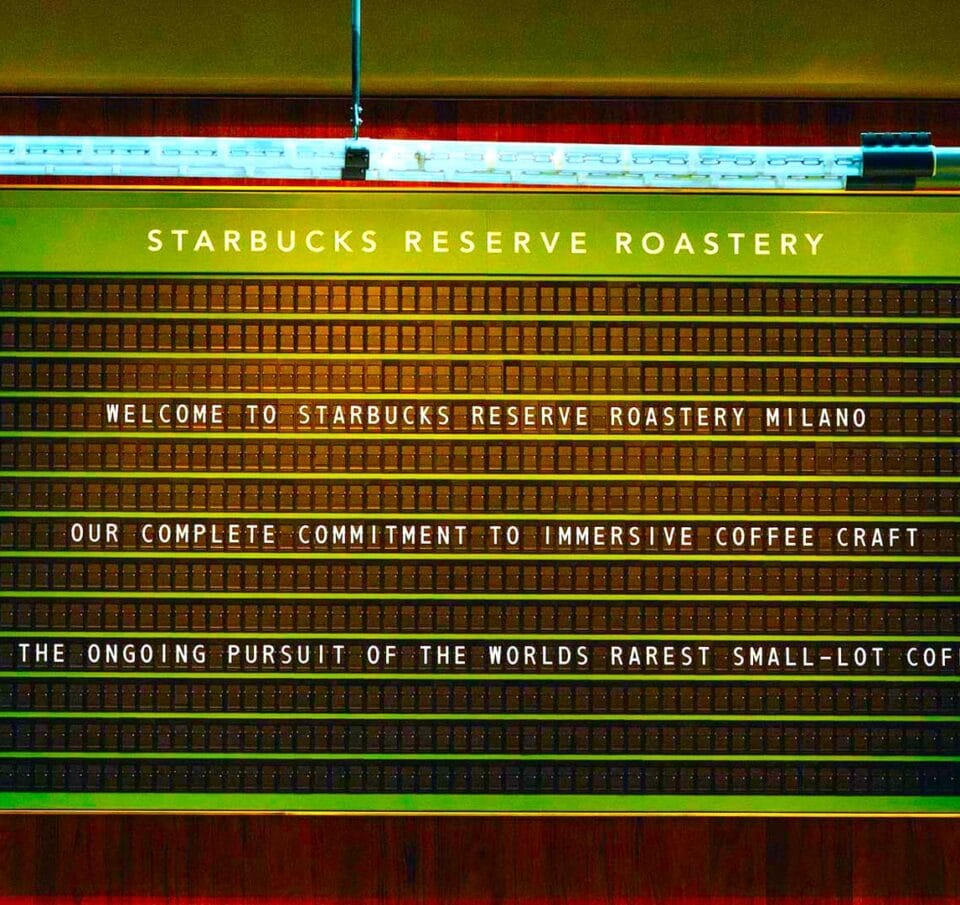 STARBUCKS RESERVE ROASTERY
WELCOME TO STARBUCKS RESERVE ROASTERY MILANO
OUR COMPLETE COMMITMENT TO IMMERSIVE COFFEE CRAFT
THE ONGOING PURSUIT OF THE WORLDS RAREST SMALL-LOT